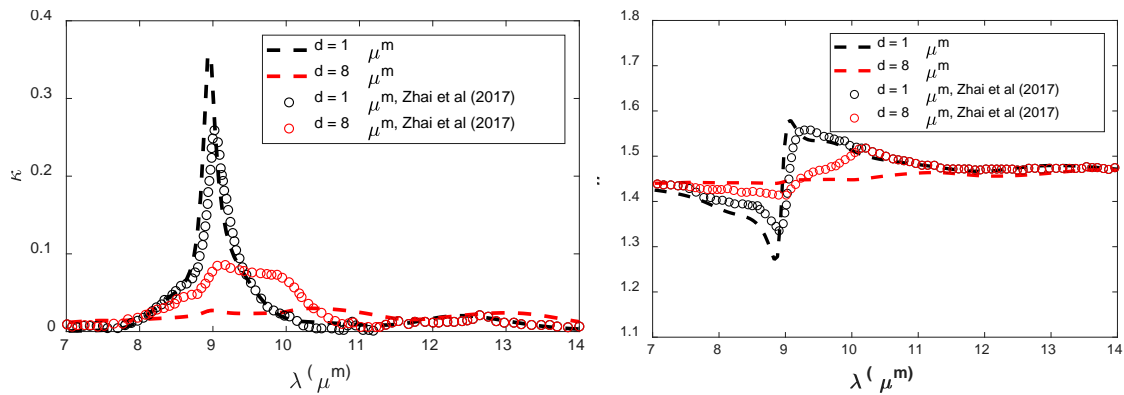 0.4
0.3
0.2
0.1
0
κ
7
8
9
10
11
12
13
14
λ ( μm)
d = 1 μm
d = 8 μm
d = 1 μm, Zhai et al (2017)
d = 8 μm, Zhai et al (2017)
1.8
1.7
1.6
1.5
1.4
1.3
1.2
1.1
7
8
9
10
11
12
13
14
λ ( μm)
d = 1 μm
d = 8 μm
d = 1 μm, Zhai et al (2017)
d = 8 μm, Zhai et al (2017)